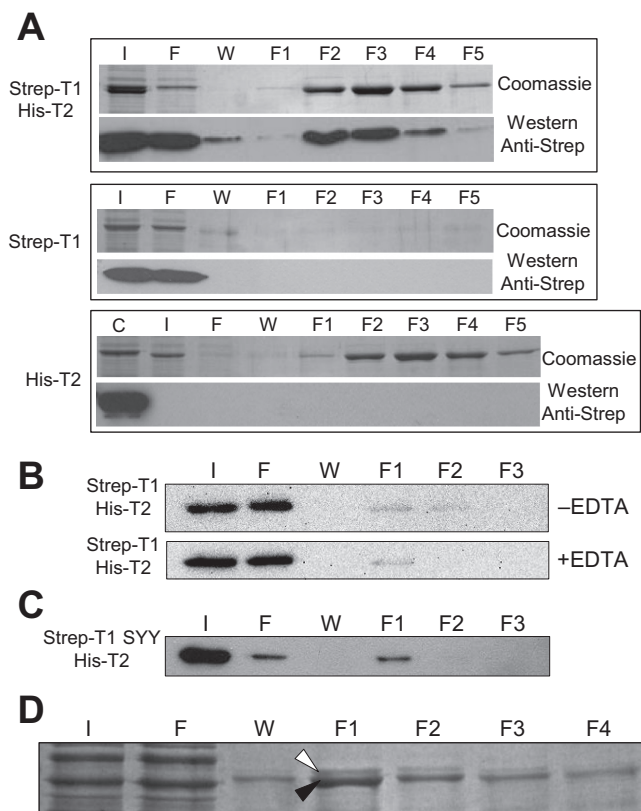 A
I F W F1 F2 F3 F4 F5
Strep-T1
His-T2
Coomassie
Western
Anti-Strep
I F W F1 F2 F3 F4 F5
Strep-T1
Coomassie
Western
Anti-Strep
C I F W F1 F2 F3 F4 F5
His-T2
Coomassie
Western
Anti-Strep
B
I F W F1 F2 F3
Strep-T1
His-T2
–EDTA
Strep-T1
His-T2
+EDTA
C
I F W F1 F2 F3
Strep-T1 SYY
His-T2
D
I F W F1 F2 F3 F4